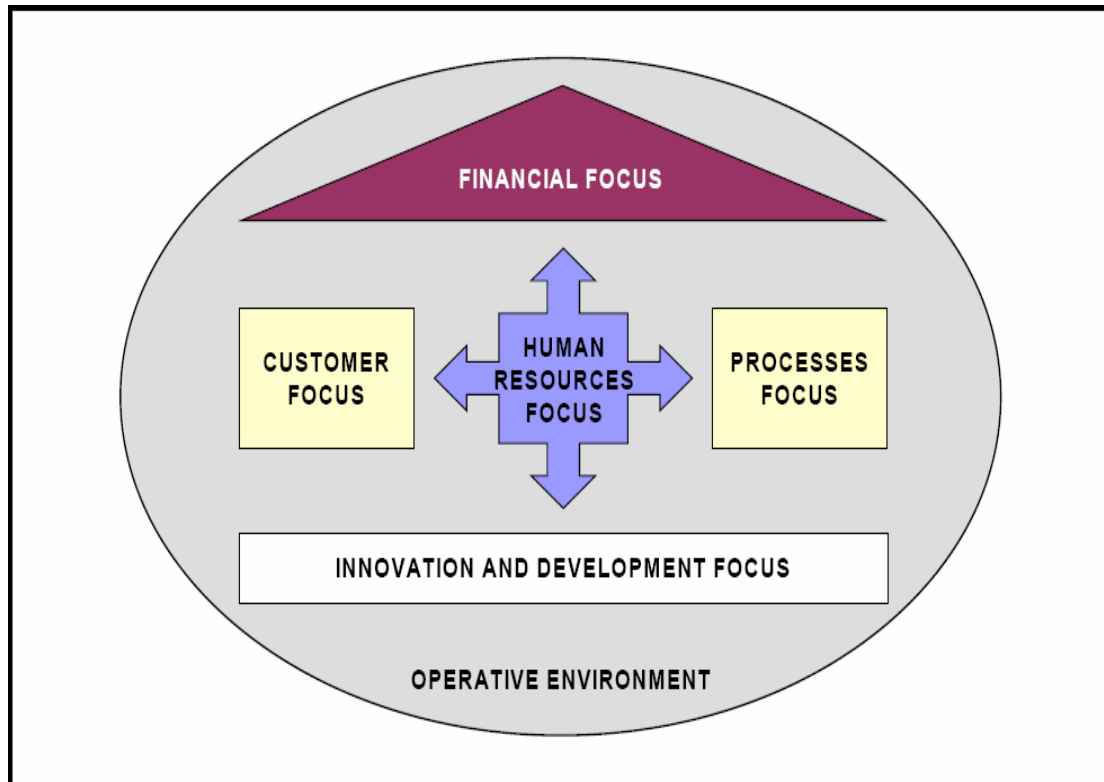 FINANCIAL FOCUS
CUSTOMER
FOCUS
HUMAN
RESOURCES
FOCUS
PROCESSES
FOCUS
INNOVATION AND DEVELOPMENT FOCUS
OPERATIVE ENVIRONMENT